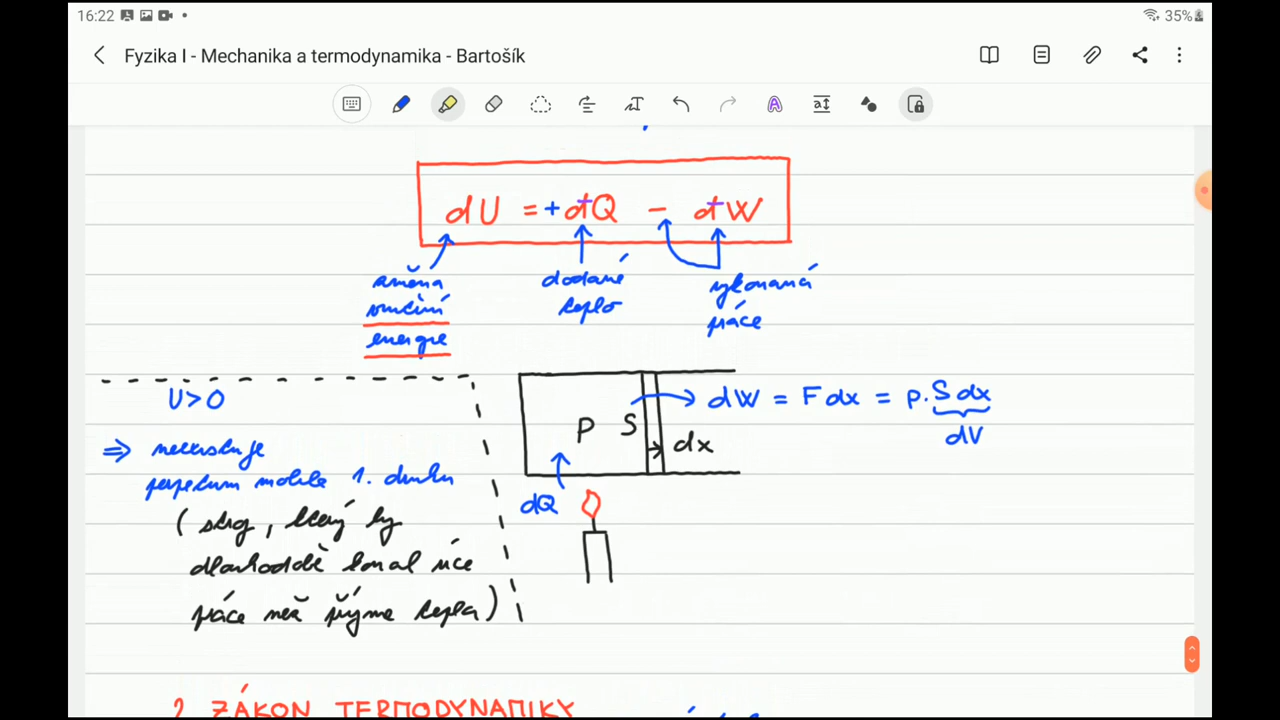 16:22
35%
Fyzika I - Mechanika a termodynamika - Bartošík
dU = + đQ - đW
změna
vnitřní
energie
dodané
teplo
vykonaná
práce
U>0
⇒ neexistuje
perpetuum mobile 1. druhu
(stroj, který by
dlouhodobě konal více
práce než přijme tepla)
P S
dx
dW = Fdx = p. S dx
dV
dQ
2. ZÁKON TERMODYNAMIKY